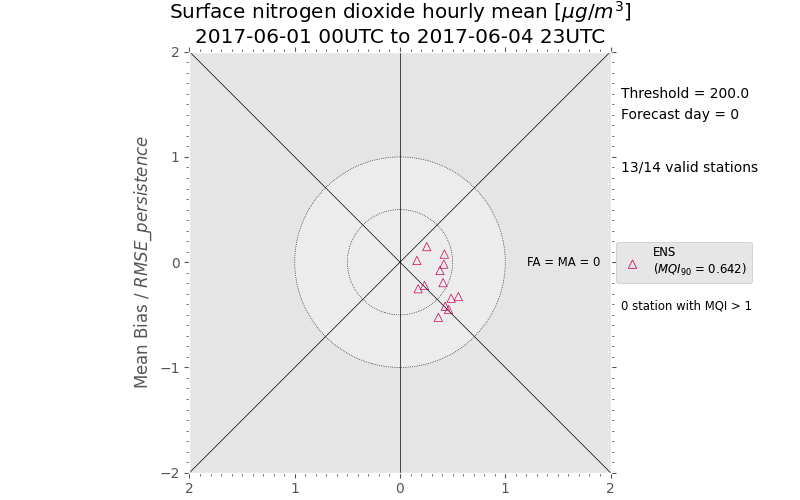 Surface nitrogen dioxide hourly mean [μg/m³]
2017-06-01 00UTC to 2017-06-04 23UTC
Threshold = 200.0
Forecast day = 0
13/14 valid stations
ENS
(MQI₉₀ = 0.642)
0 station with MQI > 1
FA = MA = 0
Mean Bias / RMSE_persistence
2
1
0
−1
−2
2
1
0
1
2